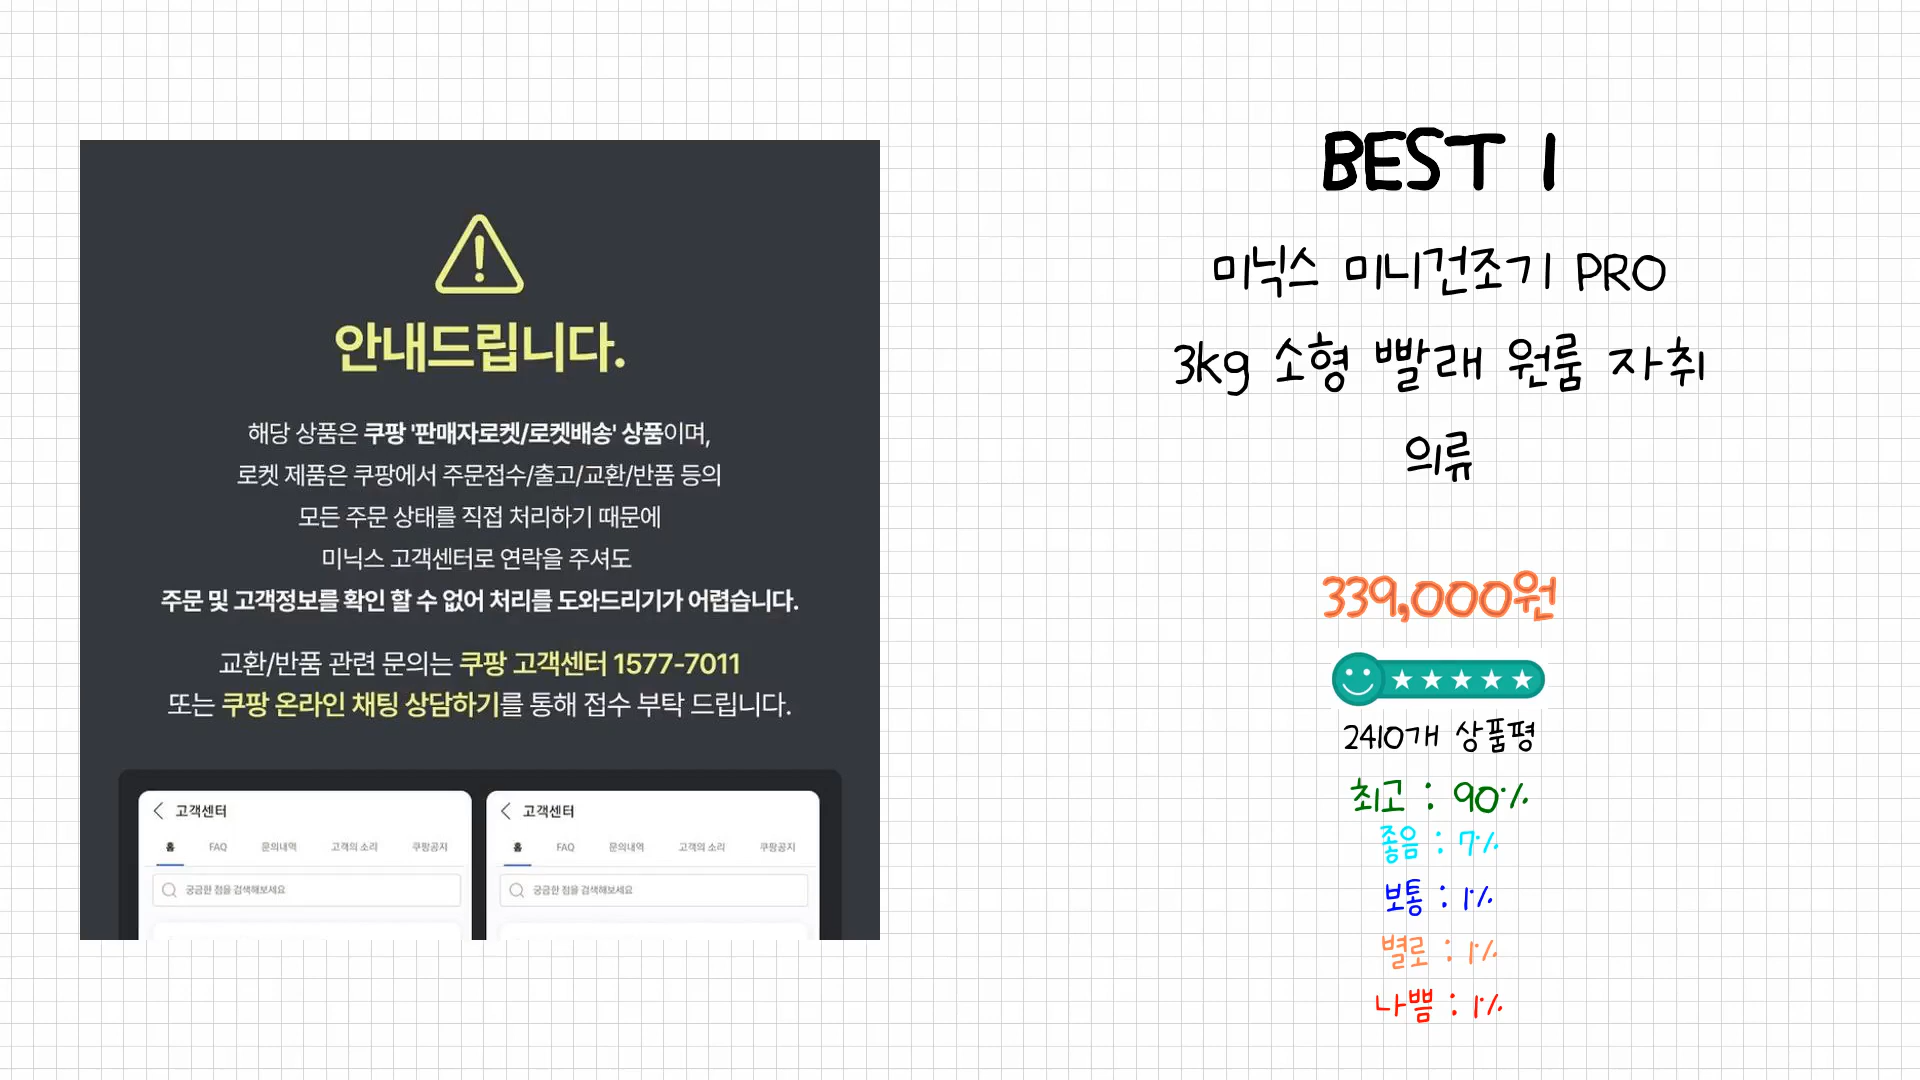 안내드립니다.
해당 상품은 쿠팡 '판매자로켓/로켓배송' 상품이며,
로켓 제품은 쿠팡에서 주문접수/출고/교환/반품 등의
모든 주문 상태를 직접 처리하기 때문에
미닉스 고객센터로 연락을 주셔도
주문 및 고객정보를 확인 할 수 없어 처리를 도와드리기가 어렵습니다.
교환/반품 관련 문의는 쿠팡 고객센터 1577-7011
또는 쿠팡 온라인 채팅 상담하기를 통해 접수 부탁 드립니다.
고객센터
홈 FAQ 문의내역 고객의 소리 쿠팡공지
궁금한 점을 검색해보세요
고객센터
홈 FAQ 문의내역 고객의 소리 쿠팡공지
궁금한 점을 검색해보세요
BEST 1
미닉스 미니건조기 PRO
3kg 소형 빨래 원룸 자취
의류
339,000원
2410개 상품평
최고 : 90%
좋음 : 7%
보통 : 1%
별로 : 1%
나쁨 : 1%